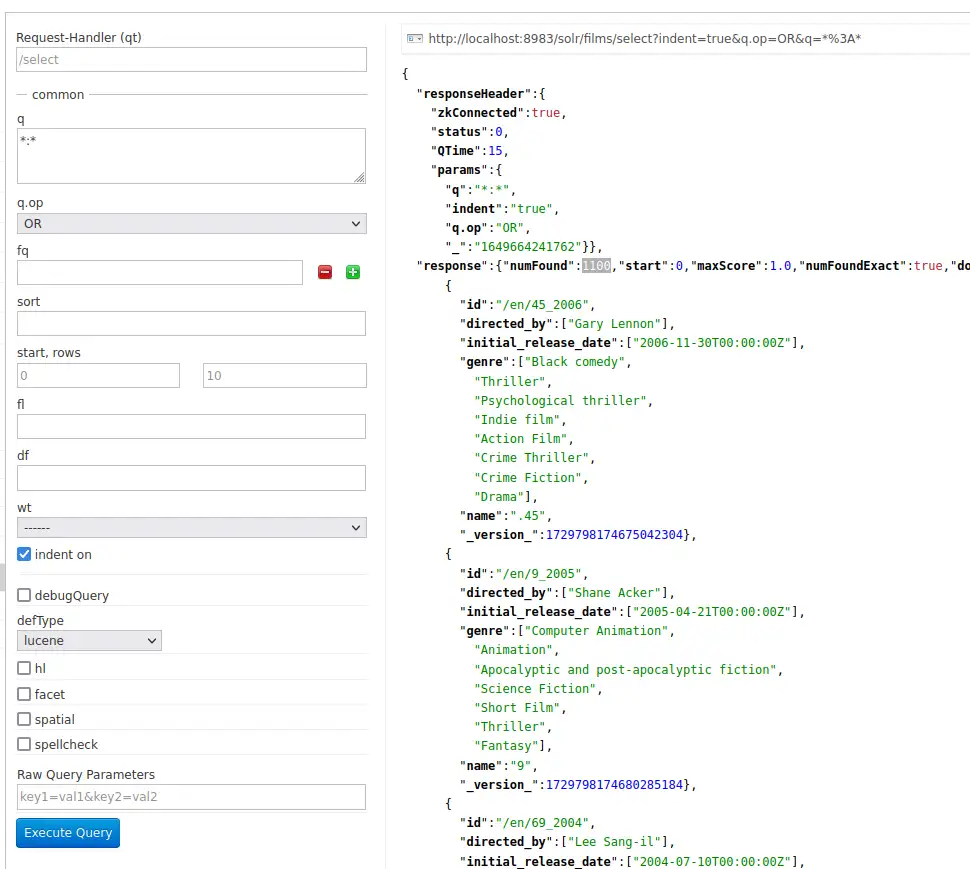 Request-Handler (qt)
/select
common
q
*:*
q.op
OR
fq
sort
start, rows
0 10
fl
df
wt
------
indent on
debugQuery
defType
lucene
hl
facet
spatial
spellcheck
Raw Query Parameters
key1=val1&key2=val2
Execute Query
http://localhost:8983/solr/films/select?indent=true&q.op=OR&q=*%3A*
{
"responseHeader":{
"zkConnected":true,
"status":0,
"QTime":15,
"params":{
"q":"*:*",
"indent":"true",
"q.op":"OR",
"_":"1649664241762"}},
"response":{"numFound":1100,"start":0,"maxScore":1.0,"numFoundExact":true,"do
{
"id":"/en/45_2006",
"directed_by":["Gary Lennon"],
"initial_release_date":["2006-11-30T00:00:00Z"],
"genre":["Black comedy",
"Thriller",
"Psychological thriller",
"Indie film",
"Action Film",
"Crime Thriller",
"Crime Fiction",
"Drama"],
"name":".45",
"_version_":1729798174675042304},
{
"id":"/en/9_2005",
"directed_by":["Shane Acker"],
"initial_release_date":["2005-04-21T00:00:00Z"],
"genre":["Computer Animation",
"Animation",
"Apocalyptic and post-apocalyptic fiction",
"Science Fiction",
"Short Film",
"Thriller",
"Fantasy"],
"name":"9",
"_version_":1729798174680285184},
{
"id":"/en/69_2004",
"directed_by":["Lee Sang-il"],
"initial_release_date":["2004-07-10T00:00:00Z"],